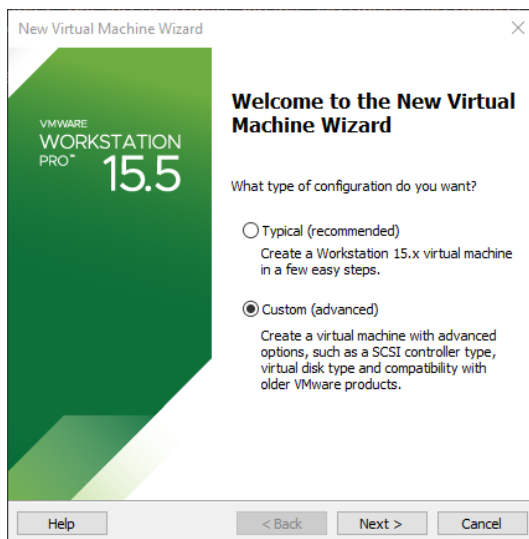 New Virtual Machine Wizard
VMWARE
WORKSTATION
PRO™ 15.5
Welcome to the New Virtual
Machine Wizard
What type of configuration do you want?
Typical (recommended)
Create a Workstation 15.x virtual machine
in a few easy steps.
Custom (advanced)
Create a virtual machine with advanced
options, such as a SCSI controller type,
virtual disk type and compatibility with
older VMware products.
Help
< Back
Next >
Cancel